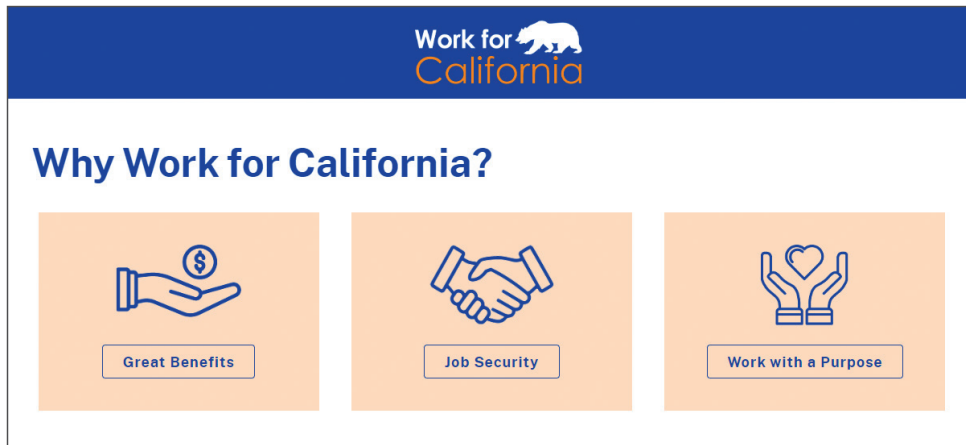 Work for
California
Why Work for California?
$
Great Benefits
Job Security
Work with a Purpose